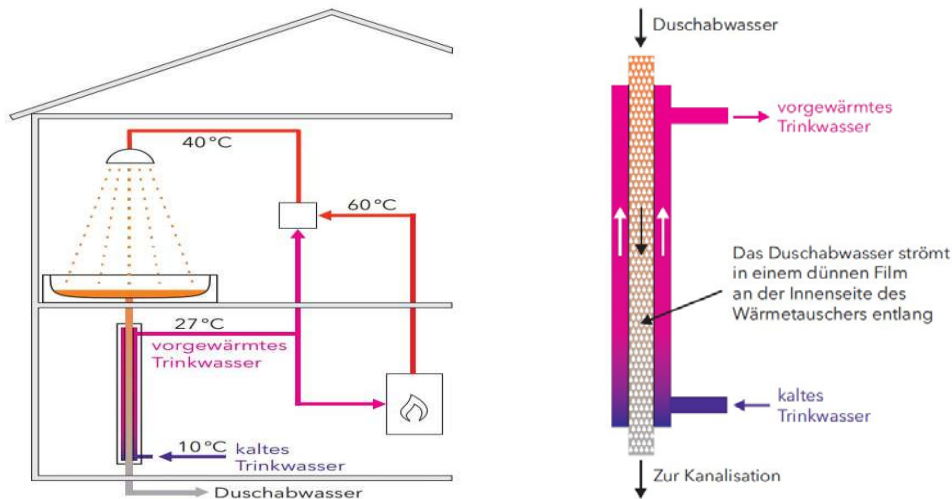 40 °C
60 °C
27 °C
vorgewärmtes
Trinkwasser
10 °C
kaltes
Trinkwasser
Duschabwasser
Duschabwasser
vorgewärmtes
Trinkwasser
Das Duschabwasser strömt
in einem dünnen Film
an der Innenseite des
Wärmetauschers entlang
kaltes
Trinkwasser
Zur Kanalisation